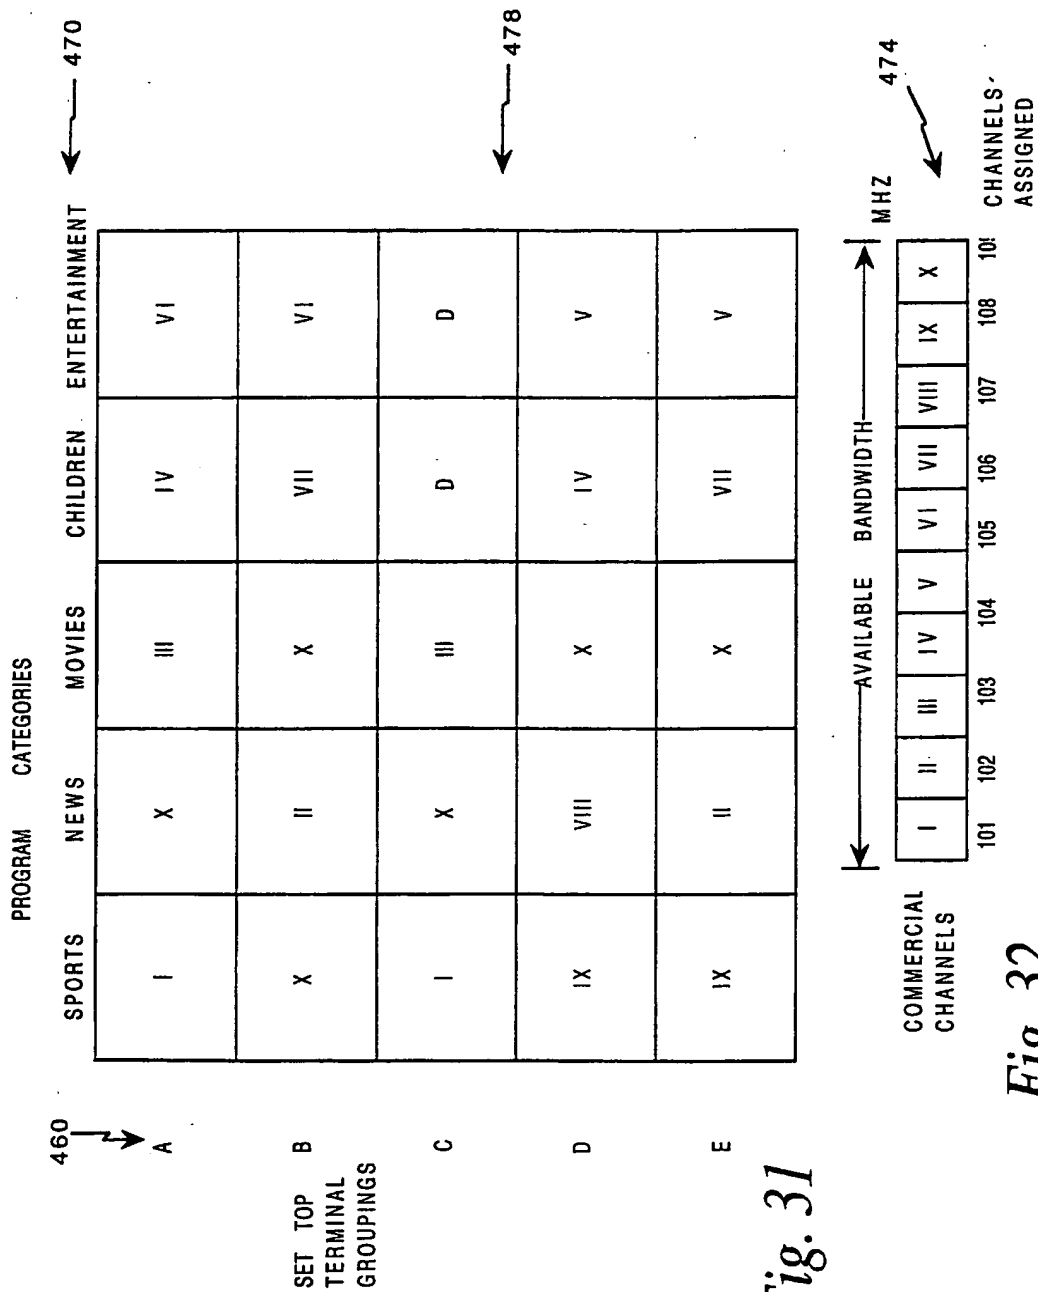 PROGRAM CATEGORIES
470
SPORTS NEWS MOVIES CHILDREN ENTERTAINMENT
460
A I X III IV VI
SET TOP
TERMINAL
GROUPINGS
B X II X VII VI
C I X III D D
478
D IX VIII X IV V
E IX II X VII V
Fig. 31
AVAILABLE BANDWIDTH
MHZ
474
COMMERCIAL
CHANNELS
I II III IV V VI VII VIII IX X
101 102 103 104 105 106 107 108
CHANNELS
ASSIGNED
Fig. 32